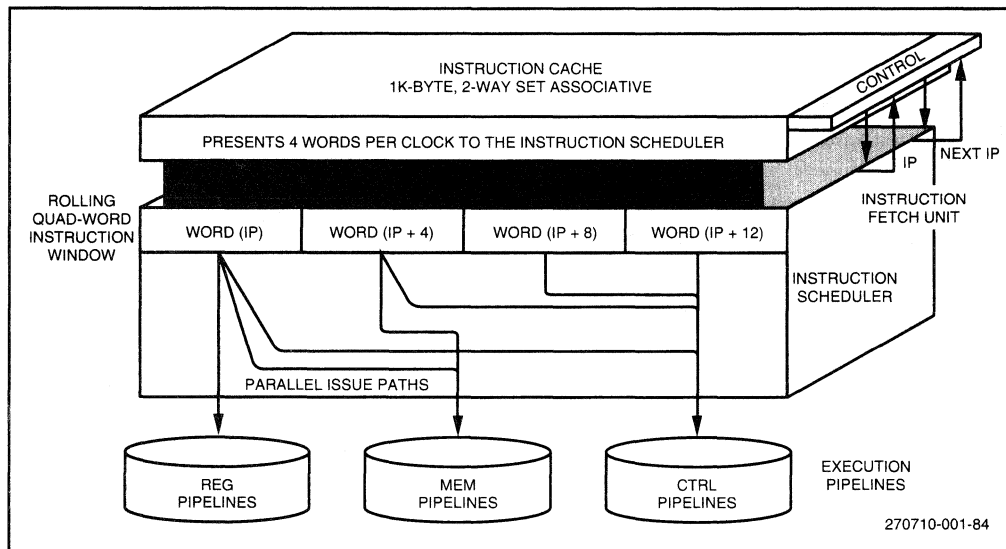 INSTRUCTION CACHE
1K-BYTE, 2-WAY SET ASSOCIATIVE
CONTROL
PRESENTS 4 WORDS PER CLOCK TO THE INSTRUCTION SCHEDULER
IP
NEXT IP
INSTRUCTION
FETCH UNIT
ROLLING
QUAD-WORD
INSTRUCTION
WINDOW
WORD (IP)
WORD (IP + 4)
WORD (IP + 8)
WORD (IP + 12)
INSTRUCTION
SCHEDULER
PARALLEL ISSUE PATHS
REG
PIPELINES
MEM
PIPELINES
CTRL
PIPELINES
EXECUTION
PIPELINES
270710-001-84